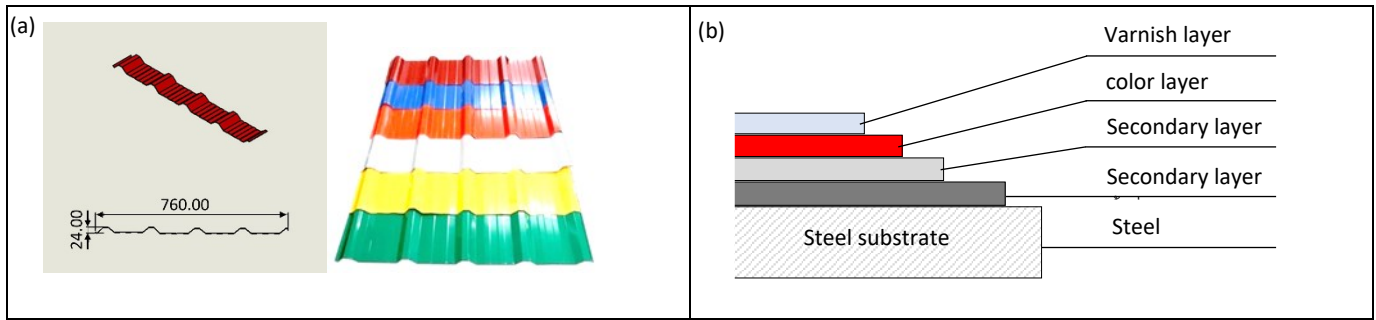 (a)
760.00
24.00
(b)
Varnish layer
color layer
Secondary layer
Secondary layer
Steel
Steel substrate